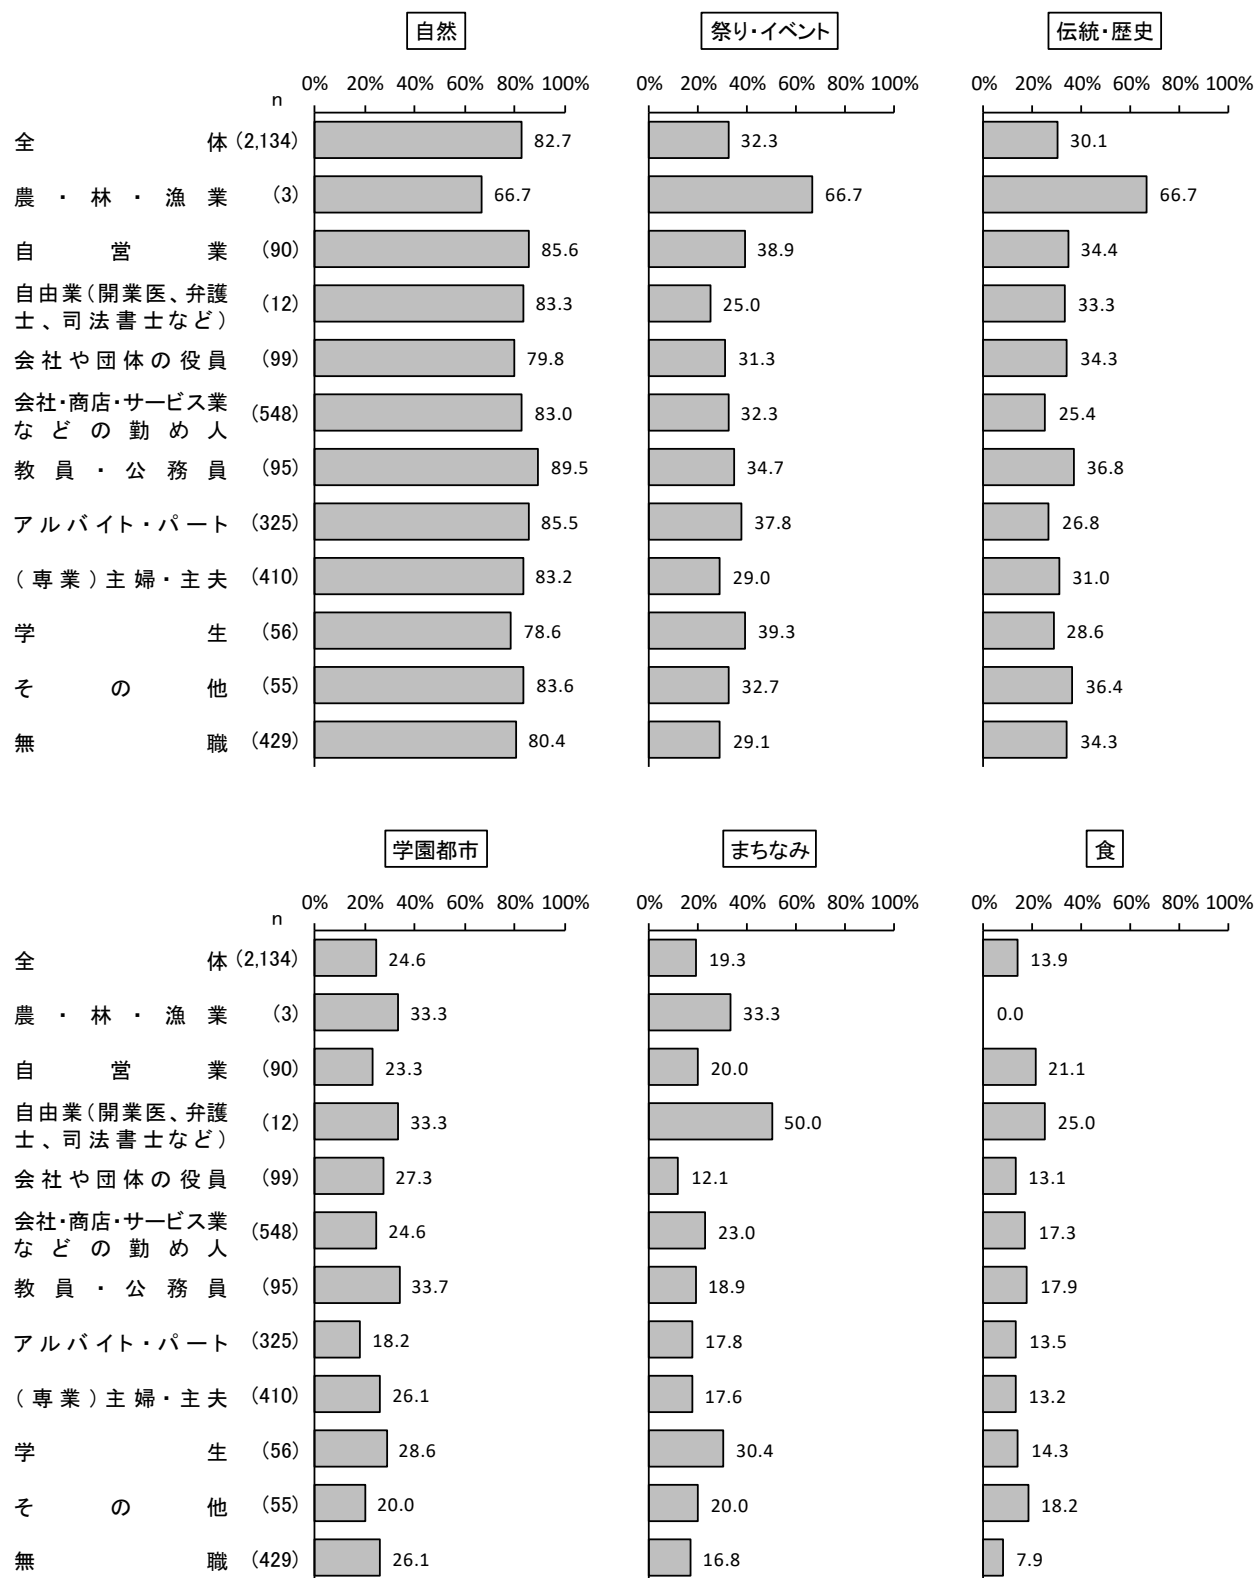 自然 祭り・イベント 伝統・歴史
0% 20% 40% 60% 80% 100% 0% 20% 40% 60% 80% 100% 0% 20% 40% 60% 80% 100%
n
全体 (2,134) 82.7 32.3 30.1
農・林・漁業 (3) 66.7 66.7 66.7
自営業 (90) 85.6 38.9 34.4
自由業(開業医、弁護
士、司法書士など) (12) 83.3 25.0 33.3
会社や団体の役員 (99) 79.8 31.3 34.3
会社・商店・サービス業
などの勤め人 (548) 83.0 32.3 25.4
教員・公務員 (95) 89.5 34.7 36.8
アルバイト・パート (325) 85.5 37.8 26.8
(専業)主婦・主夫 (410) 83.2 29.0 31.0
学生 (56) 78.6 39.3 28.6
その他 (55) 83.6 32.7 36.4
無職 (429) 80.4 29.1 34.3
学園都市 まちなみ 食
0% 20% 40% 60% 80% 100% 0% 20% 40% 60% 80% 100% 0% 20% 40% 60% 80% 100%
n
全体 (2,134) 24.6 19.3 13.9
農・林・漁業 (3) 33.3 33.3 0.0
自営業 (90) 23.3 20.0 21.1
自由業(開業医、弁護
士、司法書士など) (12) 33.3 50.0 25.0
会社や団体の役員 (99) 27.3 12.1 13.1
会社・商店・サービス業
などの勤め人 (548) 24.6 23.0 17.3
教員・公務員 (95) 33.7 18.9 17.9
アルバイト・パート (325) 18.2 17.8 13.5
(専業)主婦・主夫 (410) 26.1 17.6 13.2
学生 (56) 28.6 30.4 14.3
その他 (55) 20.0 20.0 18.2
無職 (429) 26.1 16.8 7.9